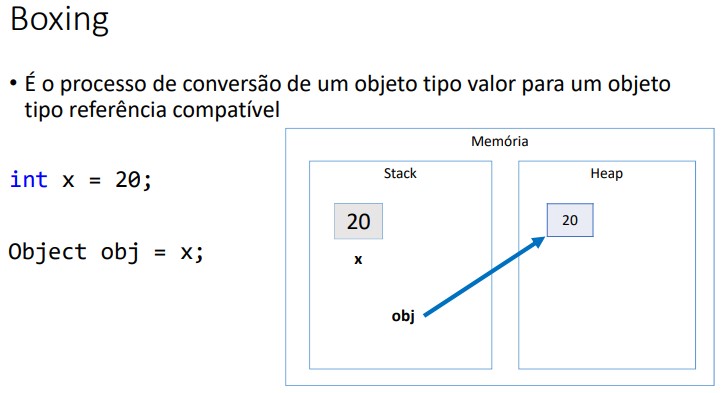 Boxing
• É o processo de conversão de um objeto tipo valor para um objeto
tipo referência compatível
int x = 20;
Object obj = x;
Memória
Stack
Heap
20
20
x
obj